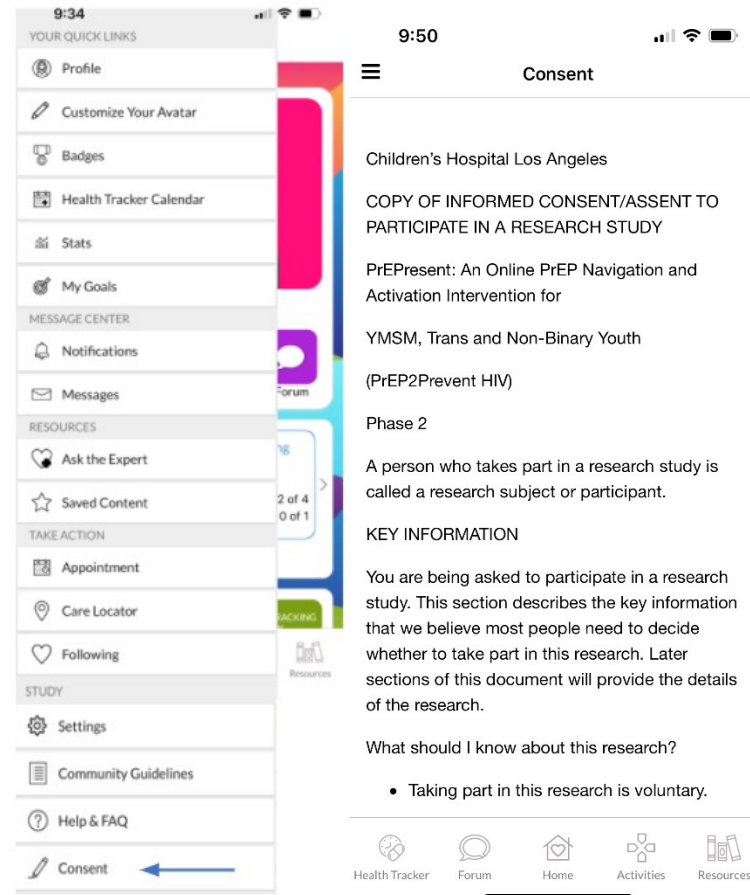 9:34
YOUR QUICK LINKS
Profile
Customize Your Avatar
Badges
Health Tracker Calendar
Stats
My Goals
MESSAGE CENTER
Notifications
Messages
RESOURCES
Ask the Expert
Saved Content
TAKE ACTION
Appointment
Care Locator
Following
STUDY
Settings
Community Guidelines
Help & FAQ
Consent
2 of 4
0 of 1
Resources
9:50
Consent
Children's Hospital Los Angeles
COPY OF INFORMED CONSENT/ASSENT TO
PARTICIPATE IN A RESEARCH STUDY
PrEPresent: An Online PrEP Navigation and
Activation Intervention for
YMSM, Trans and Non-Binary Youth
(PrEP2Prevent HIV)
Phase 2
A person who takes part in a research study is
called a research subject or participant.
KEY INFORMATION
You are being asked to participate in a research
study. This section describes the key information
that we believe most people need to decide
whether to take part in this research. Later
sections of this document will provide the details
of the research.
What should I know about this research?
• Taking part in this research is voluntary.
Health Tracker
Forum
Home
Activities
Resources